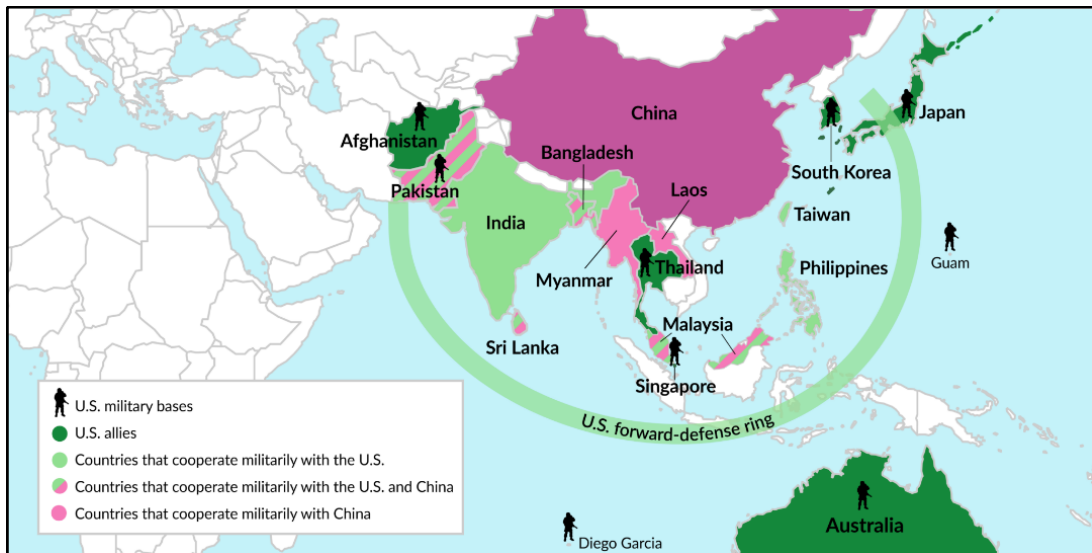 China
Japan
Afghanistan
Bangladesh
South Korea
Pakistan
Laos
India
Taiwan
Guam
Myanmar
Thailand
Philippines
Malaysia
Sri Lanka
Singapore
U.S. forward-defense ring
U.S. military bases
U.S. allies
Countries that cooperate militarily with the U.S.
Countries that cooperate militarily with the U.S. and China
Countries that cooperate militarily with China
Australia
Diego Garcia